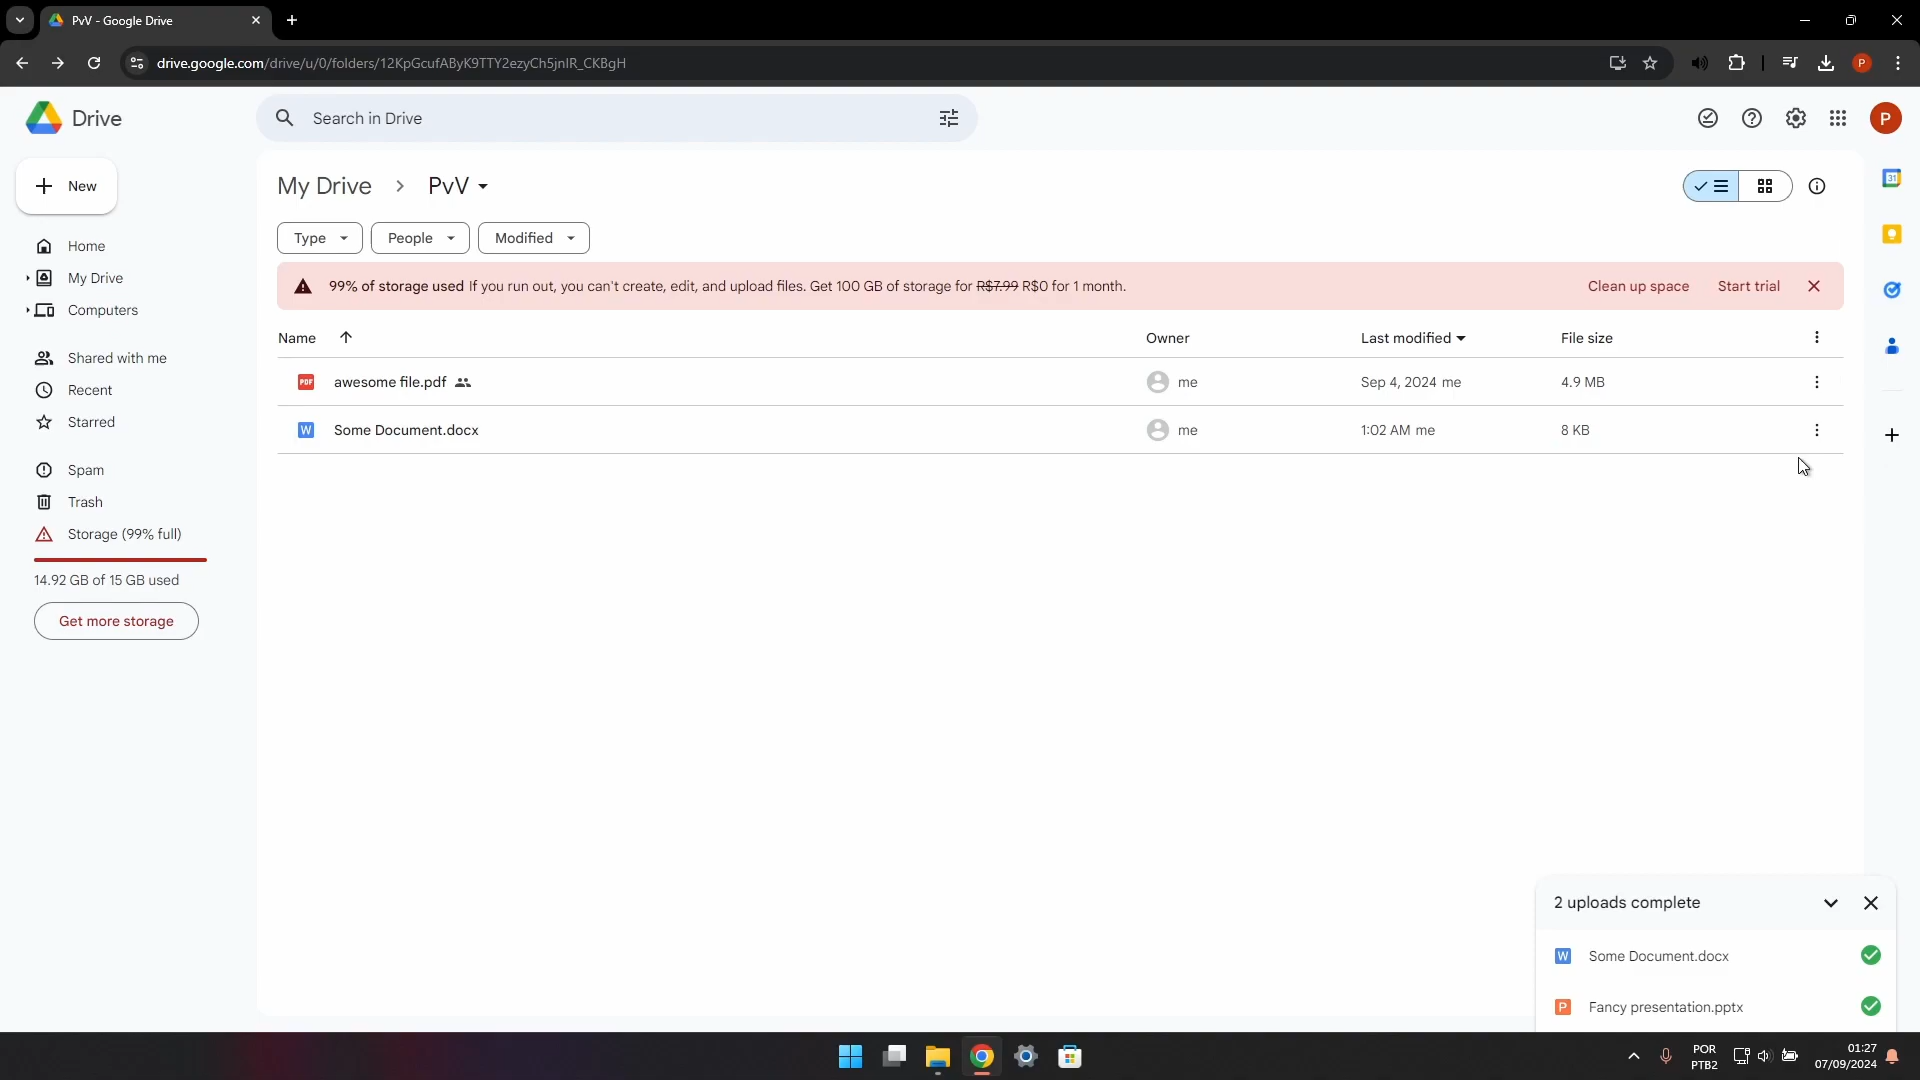 PvV - Google Drive
drive.google.com/drive/u/0/folders/12KpGcufAByK9TTY2ezyCh5jnIR_CKBgH
P
Drive
Search in Drive
P
New
My Drive > PvV
31
Type
People
Modified
Home
My Drive
Computers
99% of storage used If you run out, you can't create, edit, and upload files. Get 100 GB of storage for R$7.99 R$0 for 1 month.
Clean up space
Start trial
Name
Owner
Last modified
File size
Shared with me
Recent
Starred
PDF awesome file.pdf
me
Sep 4, 2024 me
4.9 MB
W Some Document.docx
me
1:02 AM me
8 KB
Spam
Trash
Storage (99% full)
14.92 GB of 15 GB used
Get more storage
2 uploads complete
W Some Document.docx
P Fancy presentation.pptx
POR
PTB2
01:27
07/09/2024